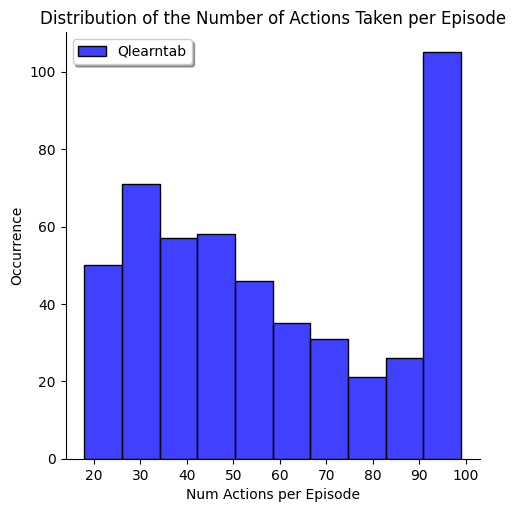 Distribution of the Number of Actions Taken per Episode
Qlearntab
Occurrence
100
80
60
40
20
0
20 30 40 50 60 70 80 90 100
Num Actions per Episode